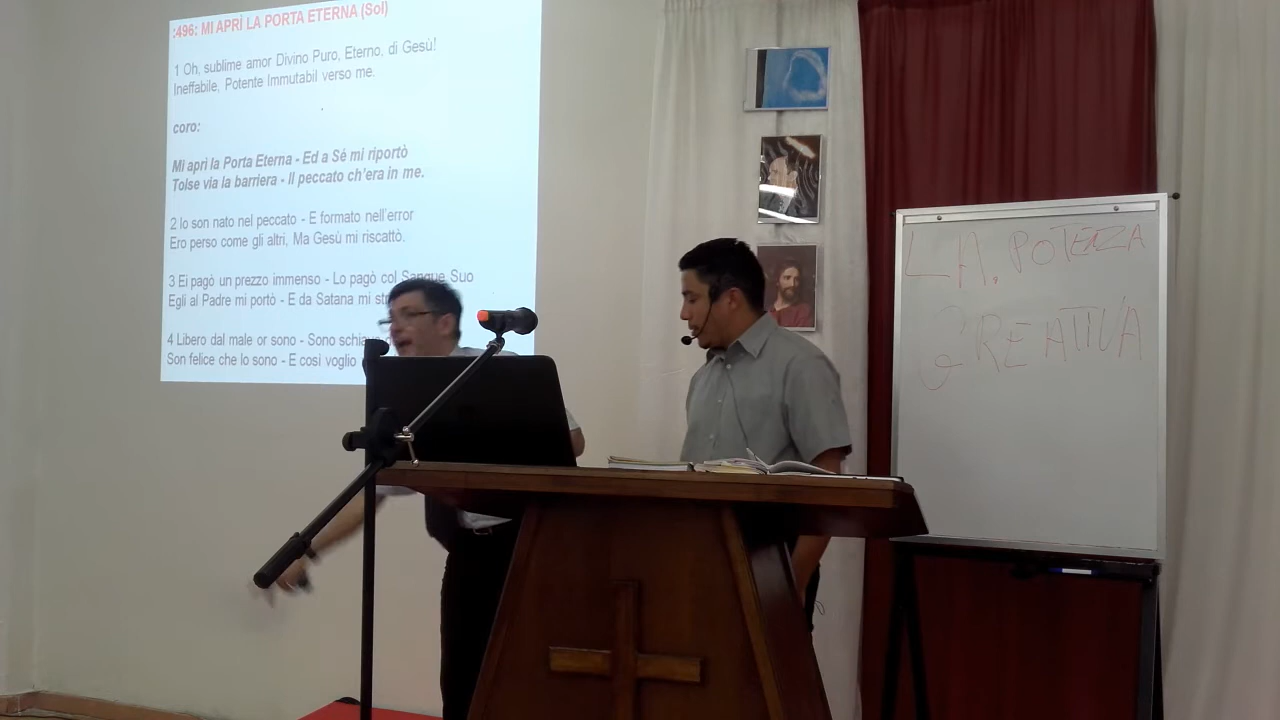 :496: MI APRÌ LA PORTA ETERNA (Sol)
1 Oh, sublime amor Divino Puro, Eterno, di Gesù!
Ineffabile, Potente Immutabil verso me.
coro:
Mi aprì la Porta Eterna - Ed a Sé mi riportò
Tolse via la barriera - Il peccato ch'era in me.
2 Io son nato nel peccato - E formato nell'error
Ero perso come gli altri, Ma Gesù mi riscattò.
3 Ei pagò un prezzo immenso - Lo pagò col Sangue Suo
Egli al Padre mi portò - E da Satana mi
4 Libero dal male or sono - Sono
Son felice che lo sono - E così voglio
LA. POTENZA
CREATIVA